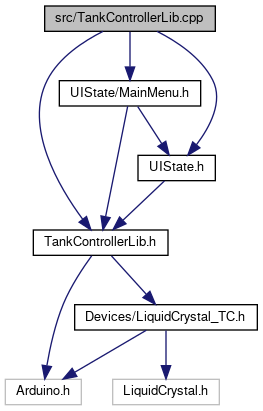 src/TankControllerLib.cpp
UIState/MainMenu.h
UIState.h
TankControllerLib.h
Devices/LiquidCrystal_TC.h
Arduino.h
LiquidCrystal.h